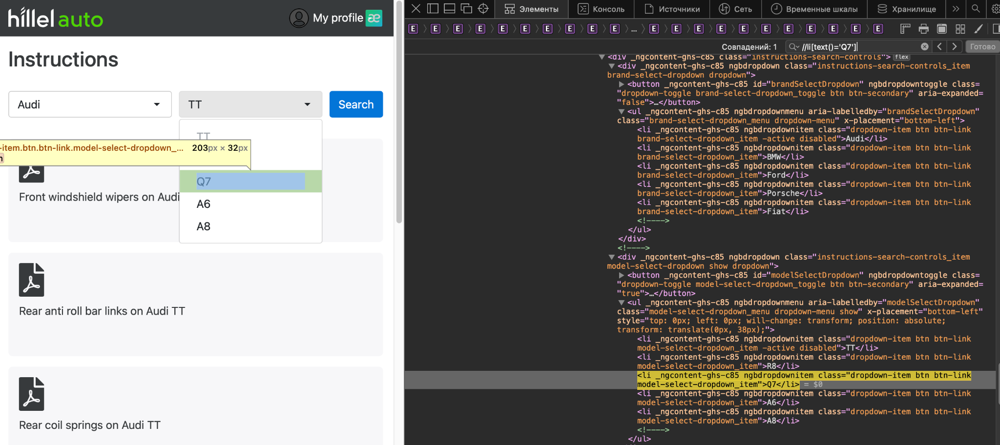 hillel auto
My profile æ
Instructions
Audi
TT
Search
TT
-item.btn.btn-link.model-select-dropdown_... 203px × 32px
Q7
A6
A8
Front windshield wipers on Audi
Rear anti roll bar links on Audi TT
Rear coil springs on Audi TT
Элементы
Консоль
Источники
Сеть
Временные шкалы
Хранилище
E E E E E E E E E E ... E E E E E E E E E E E
Совпадений: 1
//li[text()='Q7']
Готово
<div _ngcontent-ghs-c85 class="instructions-search-controls"> flex
<div _ngcontent-ghs-c85 ngbdropdown class="instructions-search-controls_item
brand-select-dropdown dropdown">
<button _ngcontent-ghs-c85 id="brandSelectDropdown" ngbdropdowntoggle class=
"dropdown-toggle brand-select-dropdown_toggle btn btn-secondary" aria-expanded=
"false">…</button>
<ul _ngcontent-ghs-c85 ngbdropdownmenu aria-labelledby="brandSelectDropdown"
class="brand-select-dropdown_menu dropdown-menu" x-placement="bottom-left">
<li _ngcontent-ghs-c85 ngbdropdownitem class="dropdown-item btn btn-link
brand-select-dropdown_item -active disabled">Audi</li>
<li _ngcontent-ghs-c85 ngbdropdownitem class="dropdown-item btn btn-link
brand-select-dropdown_item">BMW</li>
<li _ngcontent-ghs-c85 ngbdropdownitem class="dropdown-item btn btn-link
brand-select-dropdown_item">Ford</li>
<li _ngcontent-ghs-c85 ngbdropdownitem class="dropdown-item btn btn-link
brand-select-dropdown_item">Porsche</li>
<li _ngcontent-ghs-c85 ngbdropdownitem class="dropdown-item btn btn-link
brand-select-dropdown_item">Fiat</li>
<!---->
</ul>
</div>
<!---->
<div _ngcontent-ghs-c85 ngbdropdown class="instructions-search-controls_item
model-select-dropdown show dropdown">
<button _ngcontent-ghs-c85 id="modelSelectDropdown" ngbdropdowntoggle class=
"dropdown-toggle model-select-dropdown_toggle btn btn-secondary" aria-expanded=
"true">…</button>
<ul _ngcontent-ghs-c85 ngbdropdownmenu aria-labelledby="modelSelectDropdown"
class="model-select-dropdown_menu dropdown-menu show" x-placement="bottom-left"
style="top: 0px; left: 0px; will-change: transform; position: absolute;
transform: translate(0px, 38px);">
<li _ngcontent-ghs-c85 ngbdropdownitem class="dropdown-item btn btn-link
model-select-dropdown_item -active disabled">TT</li>
<li _ngcontent-ghs-c85 ngbdropdownitem class="dropdown-item btn btn-link
model-select-dropdown_item">R8</li>
<li _ngcontent-ghs-c85 ngbdropdownitem class="dropdown-item btn btn-link
model-select-dropdown_item">Q7</li> = $0
<li _ngcontent-ghs-c85 ngbdropdownitem class="dropdown-item btn btn-link
model-select-dropdown_item">A6</li>
<li _ngcontent-ghs-c85 ngbdropdownitem class="dropdown-item btn btn-link
model-select-dropdown_item">A8</li>
<!---->
</ul>